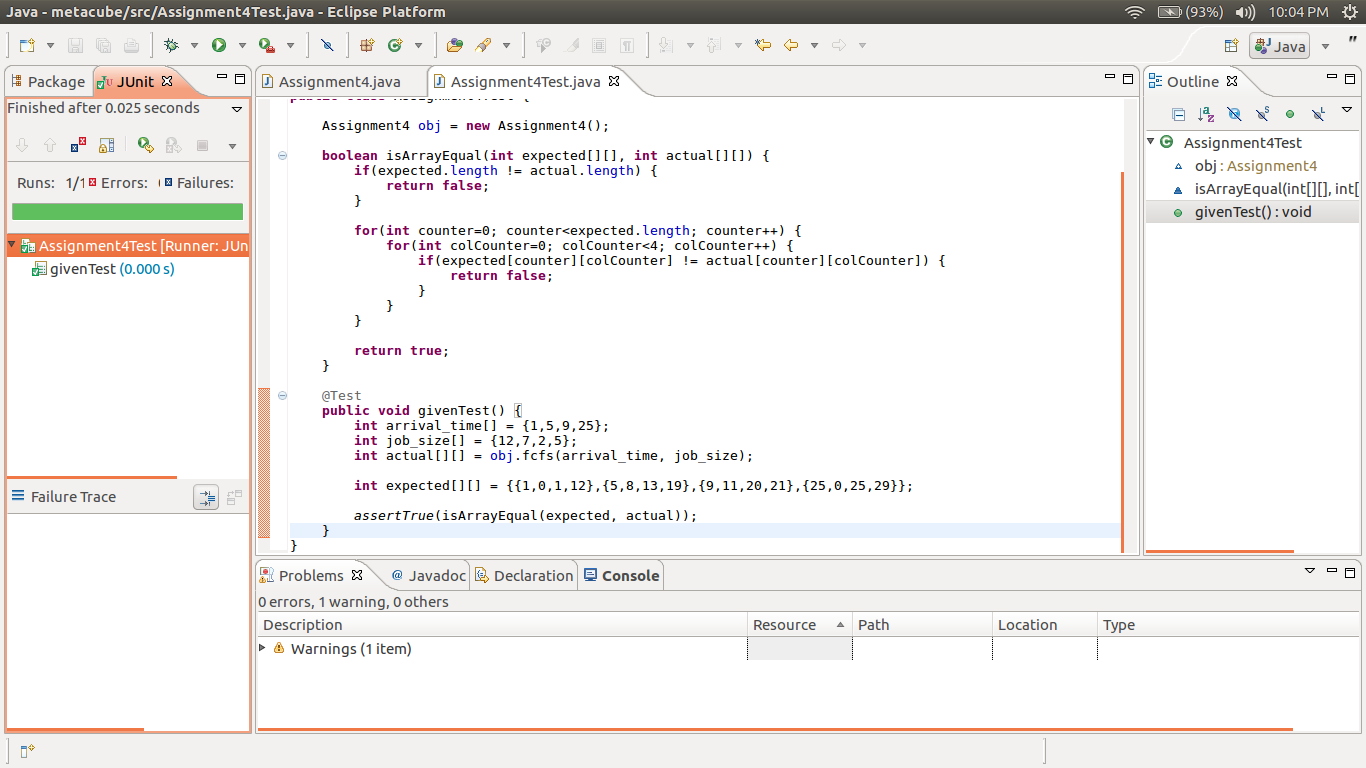 Java - metacube/src/Assignment4Test.java - Eclipse Platform
(93%) 10:04 PM
Java
Package JUnit
Finished after 0.025 seconds
Runs: 1/1 Errors: Failures:
Assignment4Test [Runner: JUn
givenTest (0.000 s)
Failure Trace
Assignment4.java Assignment4Test.java
Assignment4 obj = new Assignment4();
boolean isArrayEqual(int expected[][], int actual[][]) {
if(expected.length != actual.length) {
return false;
}
for(int counter=0; counter<expected.length; counter++) {
for(int colCounter=0; colCounter<4; colCounter++) {
if(expected[counter][colCounter] != actual[counter][colCounter]) {
return false;
}
}
}
return true;
}
@Test
public void givenTest() {
int arrival_time[] = {1,5,9,25};
int job_size[] = {12,7,2,5};
int actual[][] = obj.fcfs(arrival_time, job_size);
int expected[][] = {{1,0,1,12},{5,8,13,19},{9,11,20,21},{25,0,25,29}};
assertTrue(isArrayEqual(expected, actual));
}
}
Outline
Assignment4Test
obj : Assignment4
isArrayEqual(int[][], int[
givenTest() : void
Problems @ Javadoc Declaration Console
0 errors, 1 warning, 0 others
Description Resource Path Location Type
Warnings (1 item)